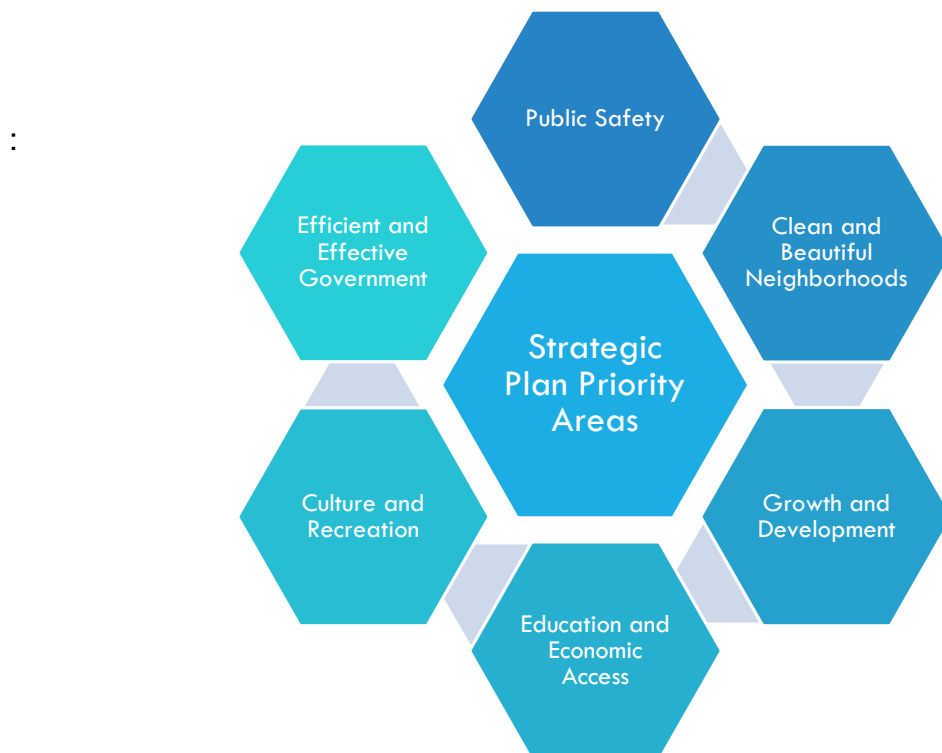 Public Safety
:
Efficient and
Effective
Government
Clean and
Beautiful
Neighborhoods
Strategic
Plan Priority
Areas
Culture and
Recreation
Growth and
Development
Education and
Economic
Access